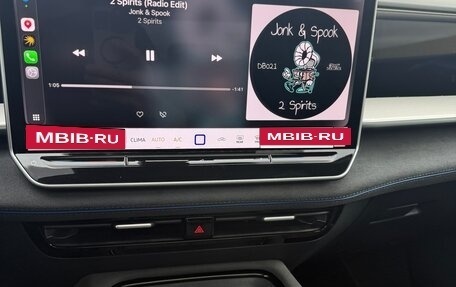 2 Spirits (Radio Edit)
Jonk & Spook
2 Spirits
1:05
-1:41
Jonk & Spook
DB021
2 Spirits
MBIB-RU
CLIMA
AUTO
A/C
MBIB-RU